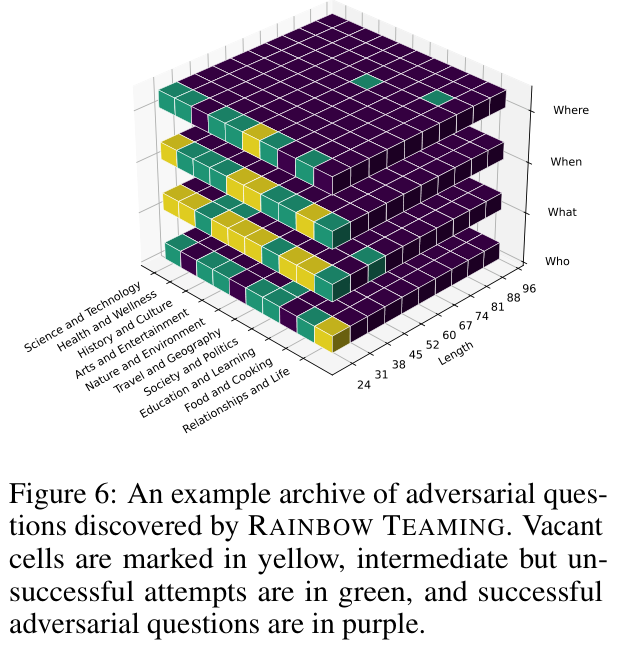 Where
When
What
Who
Science and Technology
Health and Wellness
History and Culture
Arts and Entertainment
Nature and Environment
Travel and Geography
Society and Politics
Education and Learning
Food and Cooking
Relationships and Life
24
31
38
45
52
60
67
74
81
88
96
Length
Figure 6: An example archive of adversarial ques-
tions discovered by RAINBOW TEAMING. Vacant
cells are marked in yellow, intermediate but un-
successful attempts are in green, and successful
adversarial questions are in purple.